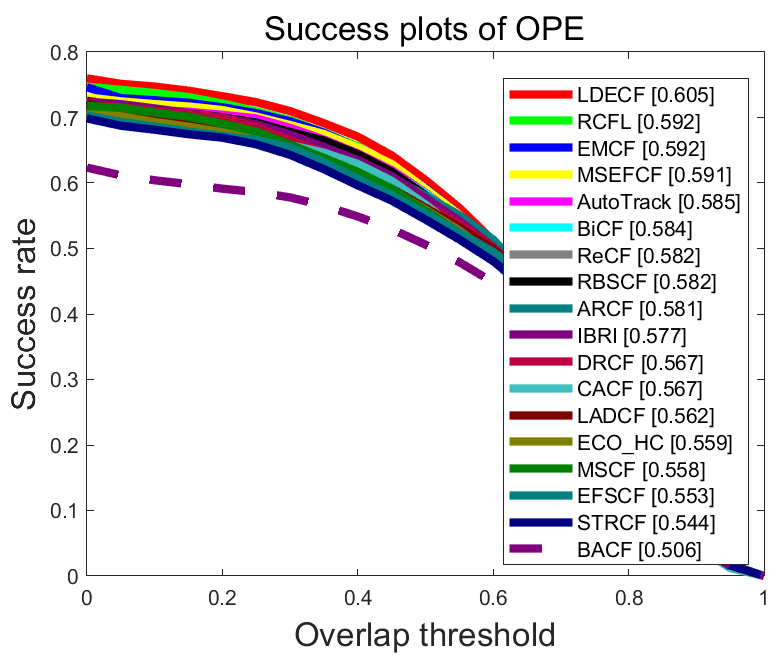 Success plots of OPE
0.8
0.7
0.6
0.5
0.4
0.3
0.2
0.1
0
Success rate
LDECF [0.605]
RCFL [0.592]
EMCF [0.592]
MSEFCF [0.591]
AutoTrack [0.585]
BiCF [0.584]
ReCF [0.582]
RBSCF [0.582]
ARCF [0.581]
IBRI [0.577]
DRCF [0.567]
CACF [0.567]
LADCF [0.562]
ECO_HC [0.559]
MSCF [0.558]
EFSCF [0.553]
STRCF [0.544]
BACF [0.506]
0 0.2 0.4 0.6 0.8 1
Overlap threshold